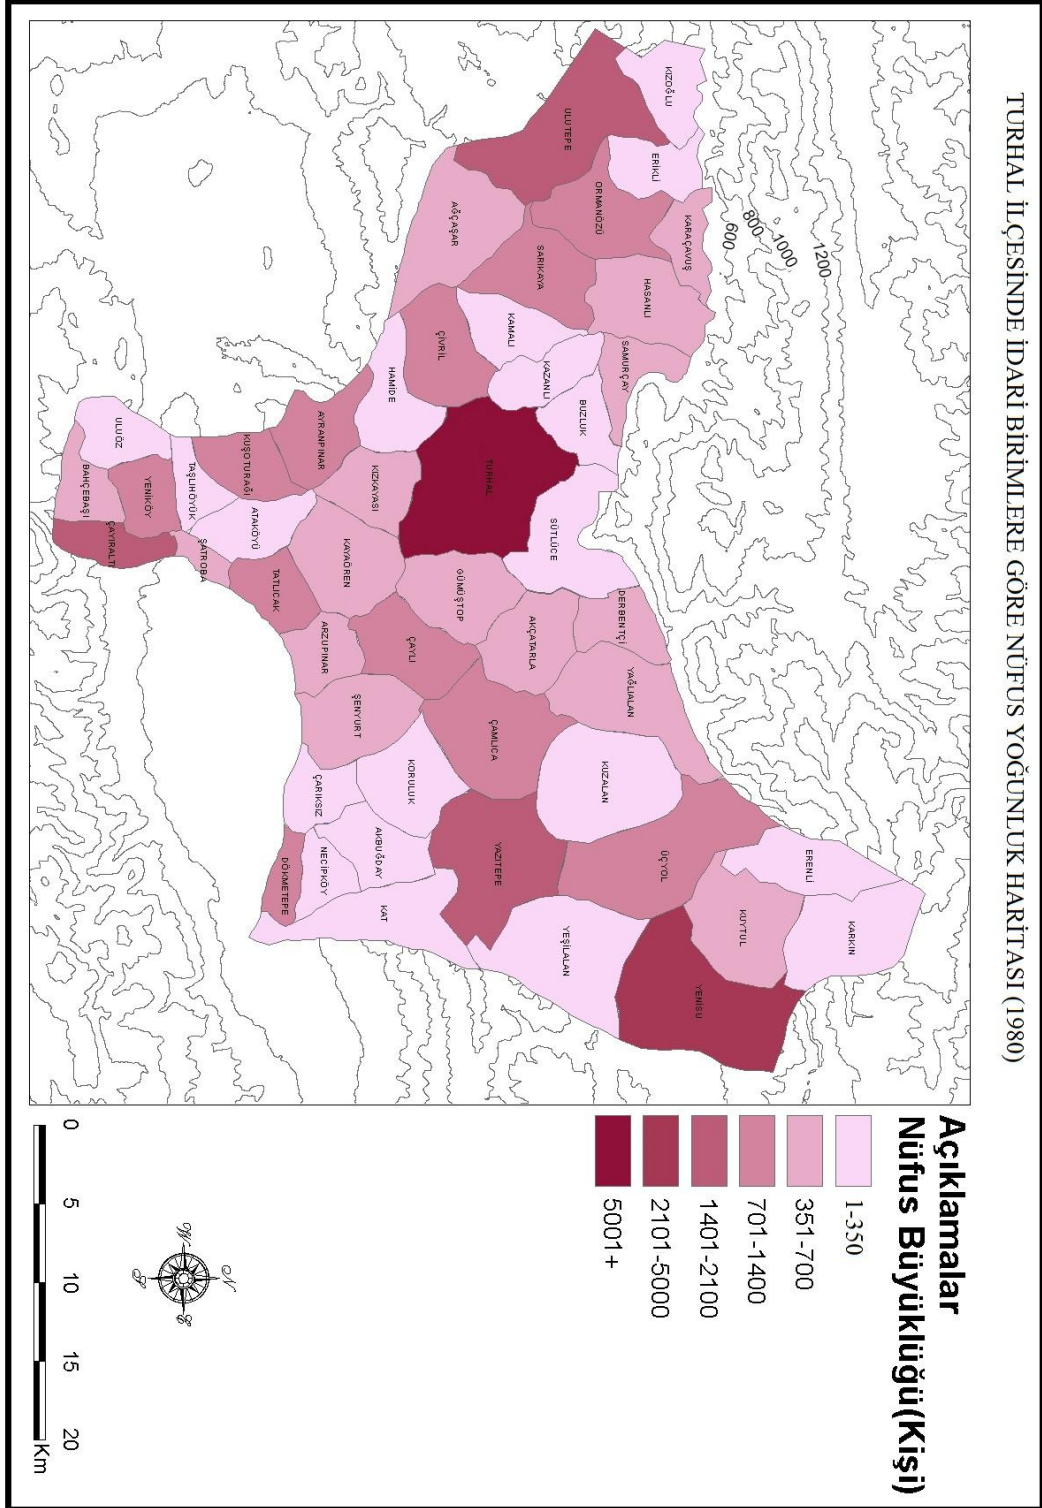 TURHAL İLÇESİNDE İDARİ BİRİMLERE GÖRE NÜFUS YOĞUNLUK HARİTASI (1980)
1200
1000
800
600
KIZOĞLU
ERİKLİ
KARAÇAVUŞ
ULUTEPE
ORMANÖZÜ
HASANLI
SARIKAYA
AĞÇAŞAR
SAMURÇAY
KAMALI
KAZANLI
BUZLUK
ÇİVRİL
HAMİDE
TURHAL
SÜTLÜCE
AYRANPINAR
KIZKAYASI
KUŞOTURAĞI
ULUÖZ
TAŞLIHÖYÜK
ATAKÖYÜ
YENİKÖY
BAHÇEBAŞI
ÇAYIRALTI
ŞATROBA
KAYAÖREN
TATLICAK
GÜMÜŞTOP
DERBENTÇİ
AKÇATARLA
ARZUPINAR
ÇAYLI
YAĞLIALAN
ŞENYURT
ÇAMLICA
KUZALAN
KORULUK
ÇARIKSIZ
AKBUĞDAY
NECİPKÖY
DÖKMETEPE
KAT
YAZITEPE
ÜÇYOL
ERENLİ
KUYTUL
KARKIN
YEŞİLALAN
YENİSU
Açıklamalar
Nüfus Büyüklüğü(Kişi)
1-350
351-700
701-1400
1401-2100
2101-5000
5001+
N
W
E
S
0 5 10 15 20
Km